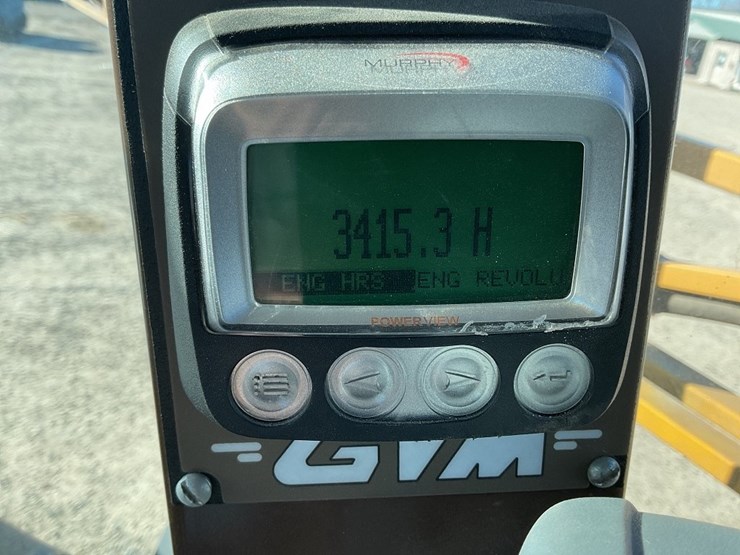 MURPHY
3415.3 H
ENG HRS ENG REVOLU
POWERVIEW
GVM